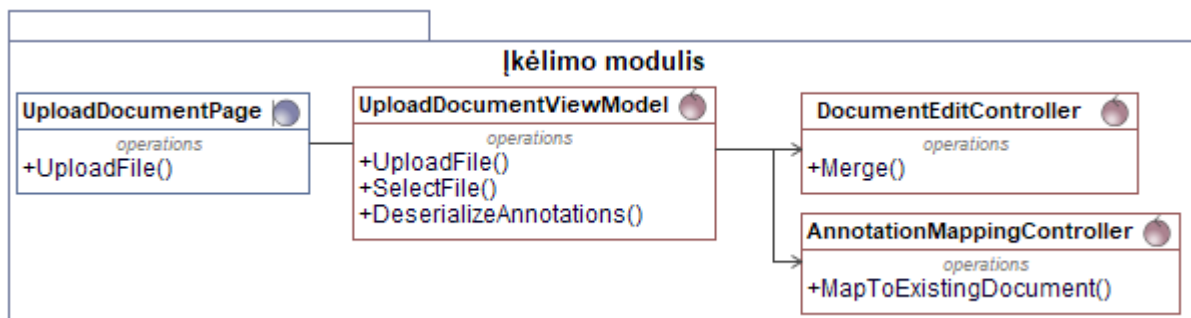 Įkėlimo modulis
UploadDocumentPage
operations
+UploadFile()
UploadDocumentViewModel
operations
+UploadFile()
+SelectFile()
+DeserializeAnnotations()
DocumentEditController
operations
+Merge()
AnnotationMappingController
operations
+MapToExistingDocument()